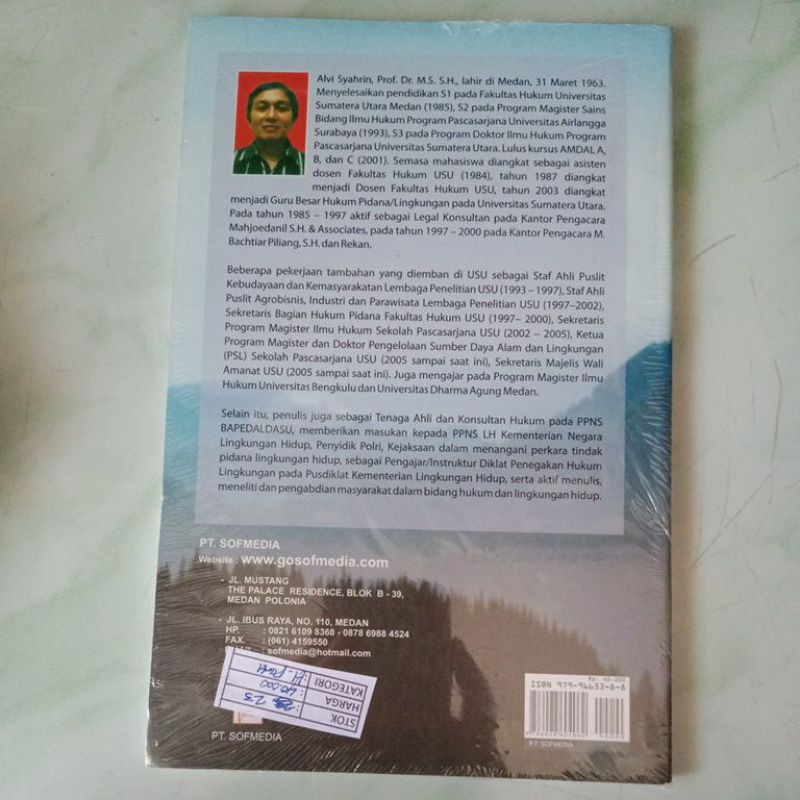 Alvi Syahrin, Prof. Dr. M.S. S.H., lahir di Medan, 31 Maret 1963.
Menyelesaikan pendidikan S1 pada Fakultas Hukum Universitas
Sumatera Utara Medan (1985), S2 pada Program Magister Sains
Bidang Ilmu Hukum Program Pascasarjana Universitas Airlangga
Surabaya (1993), S3 pada Program Doktor Ilmu Hukum Program
Pascasarjana Universitas Sumatera Utara. Lulus kursus AMDAL A,
B, dan C (2001). Semasa mahasiswa diangkat sebagai asisten
dosen Fakultas Hukum USU (1984), tahun 1987 diangkat
menjadi Dosen Fakultas Hukum USU, tahun 2003 diangkat
menjadi Guru Besar Hukum Pidana/Lingkungan pada Universitas Sumatera Utara.
Pada tahun 1985 – 1997 aktif sebagai Legal Konsultan pada Kantor Pengacara
Mahjoedanil S.H. & Associates, pada tahun 1997 – 2000 pada Kantor Pengacara M.
Bachtiar Piliang, S.H. dan Rekan.
Beberapa pekerjaan tambahan yang diemban di USU sebagai Staf Ahli Puslit
Kebudayaan dan Kemasyarakatan Lembaga Penelitian USU (1993 – 1997), Staf Ahli
Puslit Agrobisnis, Industri dan Parawisata Lembaga Penelitian USU (1997–2002),
Sekretaris Bagian Hukum Pidana Fakultas Hukum USU (1997– 2000), Sekretaris
Program Magister Ilmu Hukum Sekolah Pascasarjana USU (2002 – 2005), Ketua
Program Magister dan Doktor Pengelolaan Sumber Daya Alam dan Lingkungan
(PSL) Sekolah Pascasarjana USU (2005 sampai saat ini), Sekretaris Majelis Wali
Amanat USU (2005 sampai saat ini). Juga mengajar pada Program Magister Ilmu
Hukum Universitas Bengkulu dan Universitas Dharma Agung Medan.
Selain itu, penulis juga sebagai Tenaga Ahli dan Konsultan Hukum pada PPNS
BAPEDALDASU, memberikan masukan kepada PPNS LH Kementerian Negara
Lingkungan Hidup, Penyidik Polri, Kejaksaan dalam menangani perkara tindak
pidana lingkungan hidup, sebagai Pengajar/Instruktur Diklat Penegakan Hukum
Lingkungan pada Pusdiklat Kementerian Lingkungan Hidup, serta aktif menulis,
meneliti dan pengabdian masyarakat dalam bidang hukum dan lingkungan hidup.
PT. SOFMEDIA
Website : www.gosofmedia.com
- JL. MUSTANG
THE PALACE RESIDENCE, BLOK B - 39,
MEDAN POLONIA
- JL. IBUS RAYA, NO. 110, MEDAN
HP. : 0821 6109 8368 - 0878 6988 4524
FAX. : (061) 4159550
: sofmedia@hotmail.com
STOK : 23
HARGA : 40.000
KATEGORI :
PT. SOFMEDIA
Rp. 40.000
ISBN 979-96653-8-8
PT. SOFMEDIA